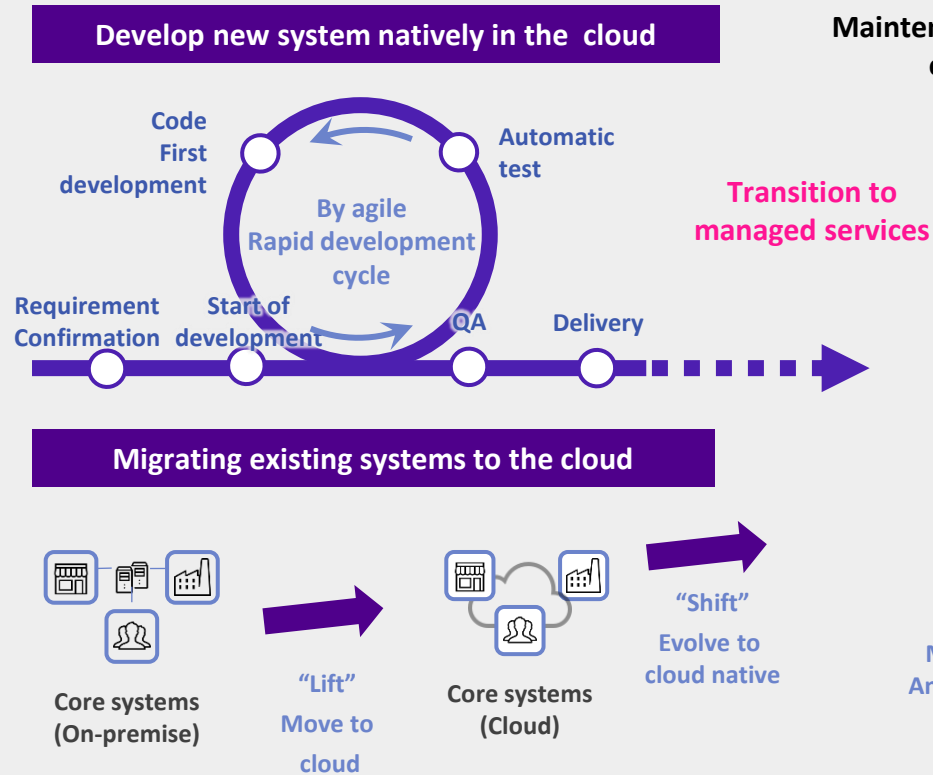 Develop new system natively in the cloud
Code
First
development
Automatic
test
By agile
Rapid development
cycle
Requirement
Confirmation
Start of
development
QA
Delivery
Transition to
managed services
Migrating existing systems to the cloud
Core systems
(On-premise)
“Lift”
Move to
cloud
Core systems
(Cloud)
“Shift”
Evolve to
cloud native